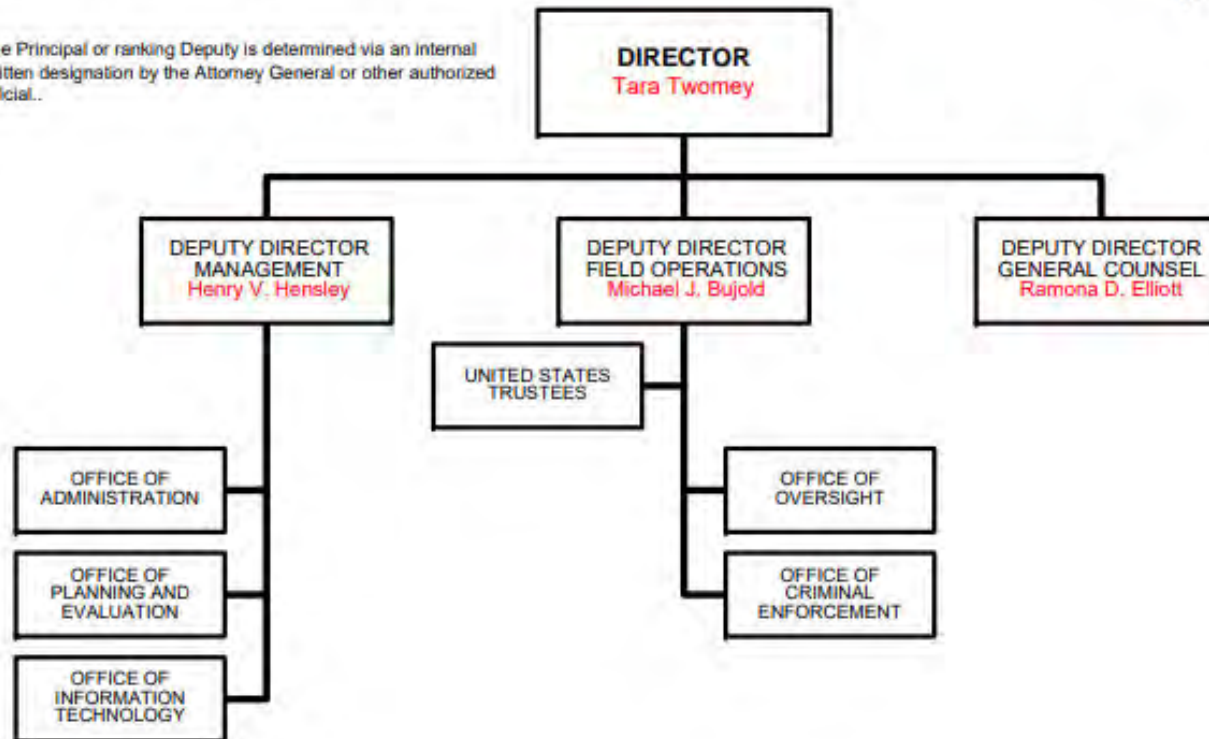 e Principal or ranking Deputy is determined via an internal
itten designation by the Attorney General or other authorized
icial..
DIRECTOR
Tara Twomey
DEPUTY DIRECTOR
MANAGEMENT
Henry V. Hensley
DEPUTY DIRECTOR
FIELD OPERATIONS
Michael J. Bujold
DEPUTY DIRECTOR
GENERAL COUNSEL
Ramona D. Elliott
UNITED STATES
TRUSTEES
OFFICE OF
ADMINISTRATION
OFFICE OF
OVERSIGHT
OFFICE OF
PLANNING AND
EVALUATION
OFFICE OF
CRIMINAL
ENFORCEMENT
OFFICE OF
INFORMATION
TECHNOLOGY